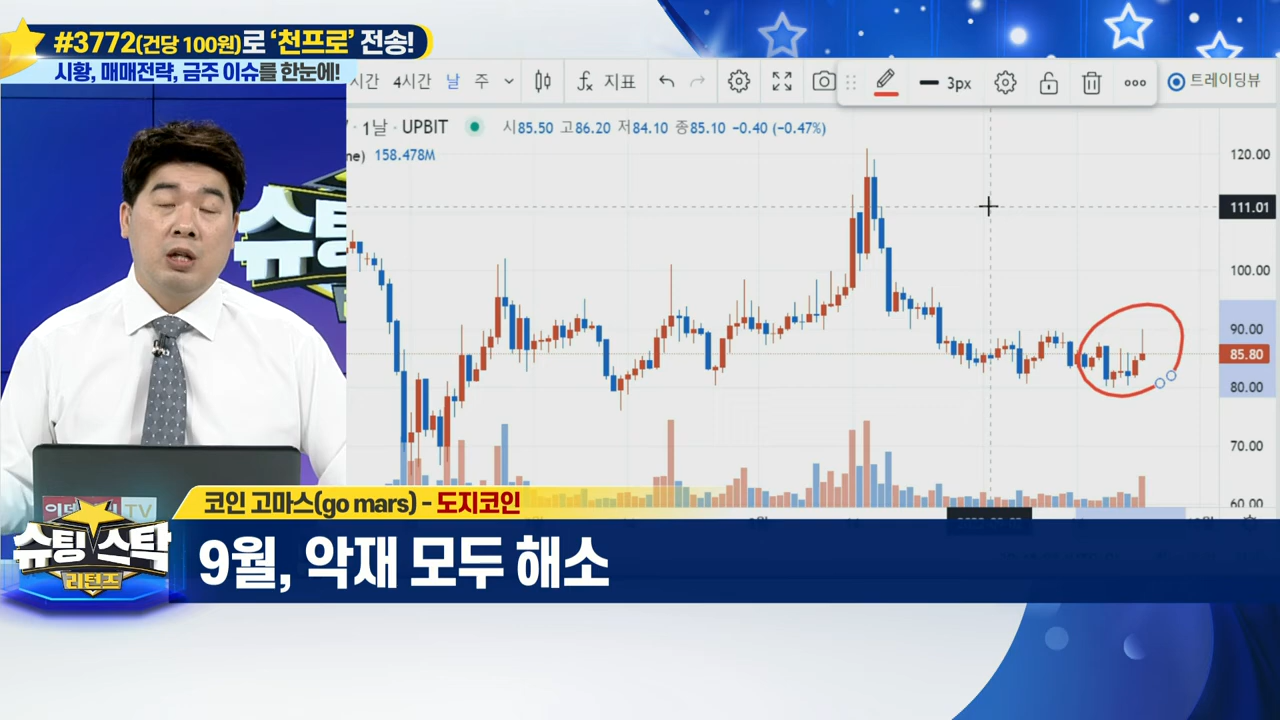 #3772(건당 100원)로 ‘천프로’ 전송!
시황, 매매전략, 금주 이슈를 한눈에!
시간 4시간 날 주 지표 3px 트레이딩뷰
1날 · UPBIT 시85.50 고86.20 저84.10 종85.10 −0.40 (−0.47%)
158.478M
120.00
111.01
100.00
90.00
85.80
80.00
70.00
60.00
슈팅
TV
코인 고마스(go mars) - 도지코인
슈팅 스탁
리턴즈
9월, 악재 모두 해소